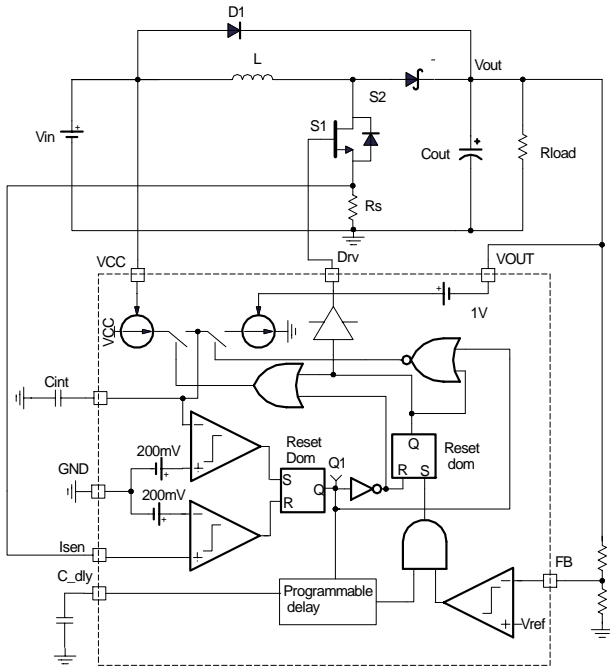 D1
L
Vout
-
S2
S1
Vin
+
Cout
+
Rload
Rs
VCC
Drv
VOUT
+
1V
VCC
Cint
200mV
+
GND
200mV
+
Reset
Dom
S
R
Q
Q1
Q
R S
Reset
dom
Isen
C_dly
Programmable
delay
FB
Vref